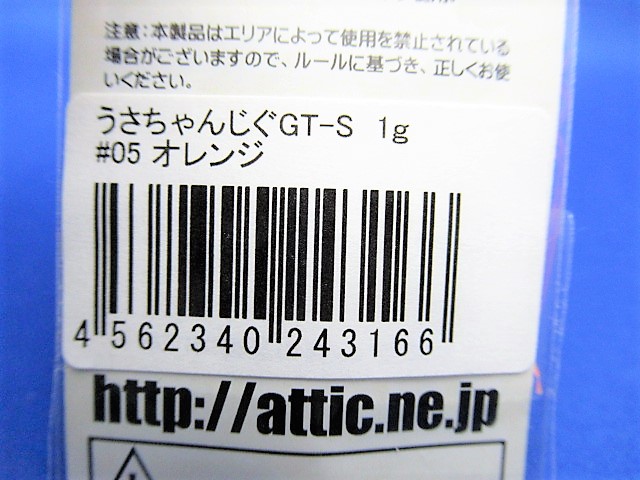 注意：本製品はエリアによって使用を禁止されている
場合がございますので、ルールに基づき、正しくお使
いください。
うさちゃんじぐGT-S 1g
#05 オレンジ
4 562340 243166
http://attic.ne.jp